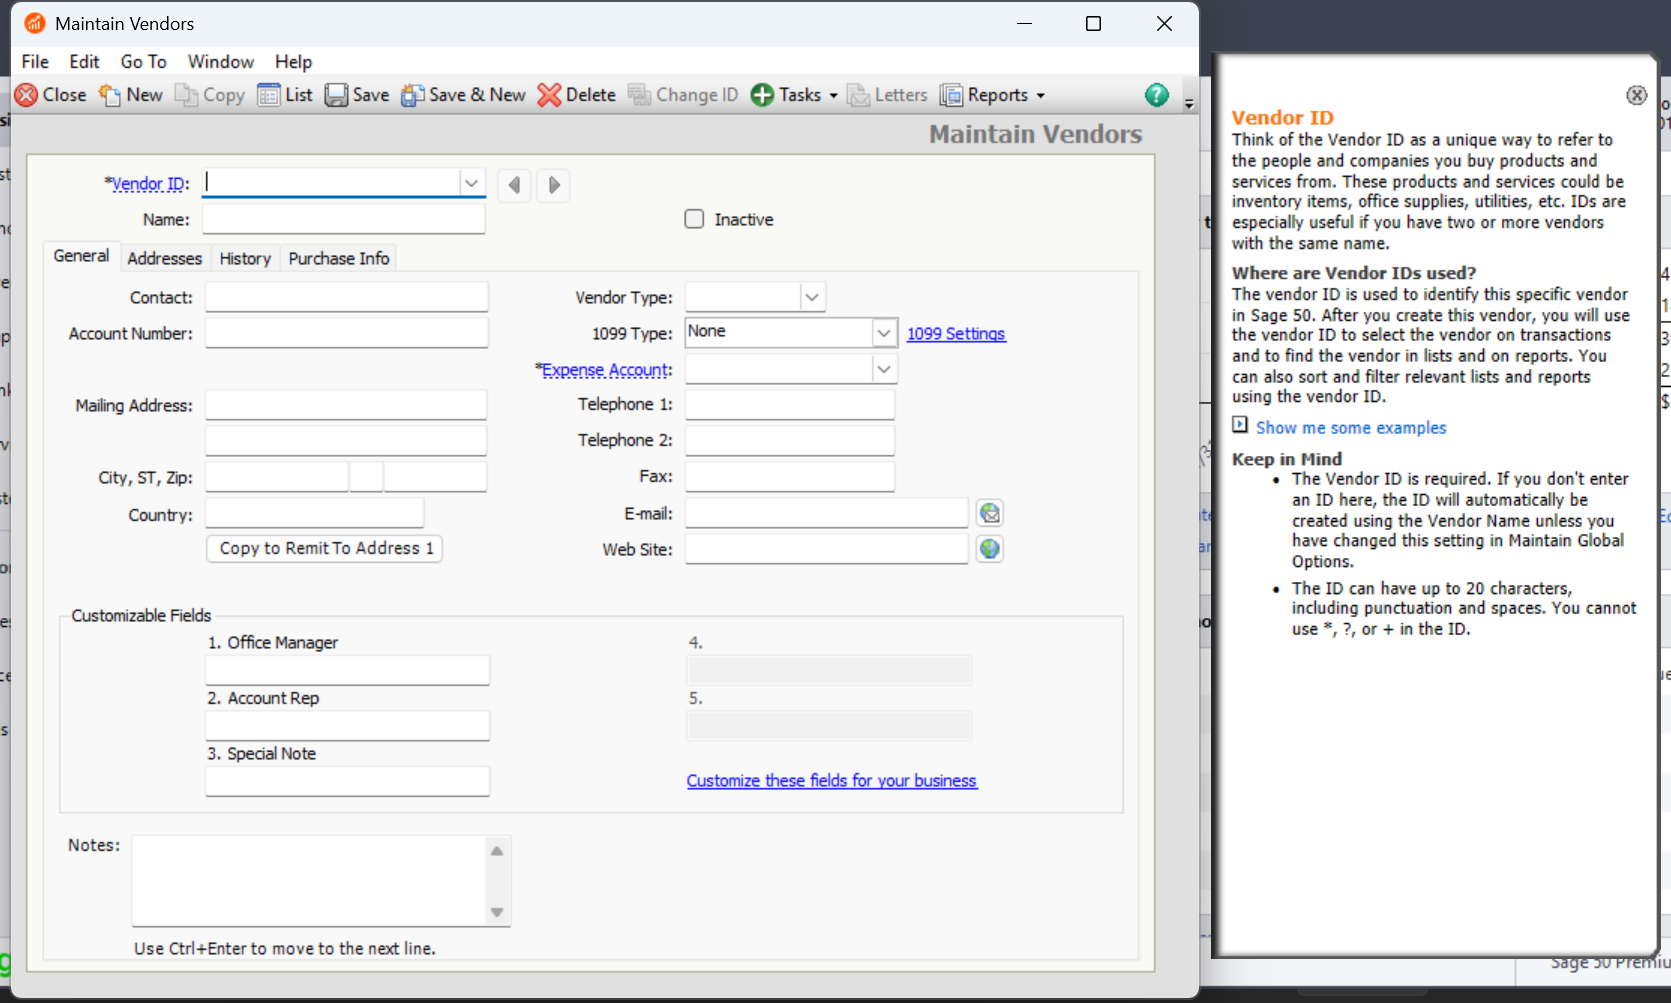 Maintain Vendors
File Edit Go To Window Help
Close New Copy List Save Save & New Delete Change ID Tasks Letters Reports
Maintain Vendors
*Vendor ID:
Name:
Inactive
General Addresses History Purchase Info
Contact:
Vendor Type:
Account Number:
1099 Type: None 1099 Settings
*Expense Account:
Mailing Address:
Telephone 1:
Telephone 2:
City, ST, Zip:
Fax:
Country:
E-mail:
Copy to Remit To Address 1
Web Site:
Customizable Fields
1. Office Manager
4.
2. Account Rep
5.
3. Special Note
Customize these fields for your business
Notes:
Use Ctrl+Enter to move to the next line.
Vendor ID
Think of the Vendor ID as a unique way to refer to
the people and companies you buy products and
services from. These products and services could be
inventory items, office supplies, utilities, etc. IDs are
especially useful if you have two or more vendors
with the same name.
Where are Vendor IDs used?
The vendor ID is used to identify this specific vendor
in Sage 50. After you create this vendor, you will use
the vendor ID to select the vendor on transactions
and to find the vendor in lists and on reports. You
can also sort and filter relevant lists and reports
using the vendor ID.
Show me some examples
Keep in Mind
• The Vendor ID is required. If you don't enter
an ID here, the ID will automatically be
created using the Vendor Name unless you
have changed this setting in Maintain Global
Options.
• The ID can have up to 20 characters,
including punctuation and spaces. You cannot
use *, ?, or + in the ID.
Sage 50 Premiu